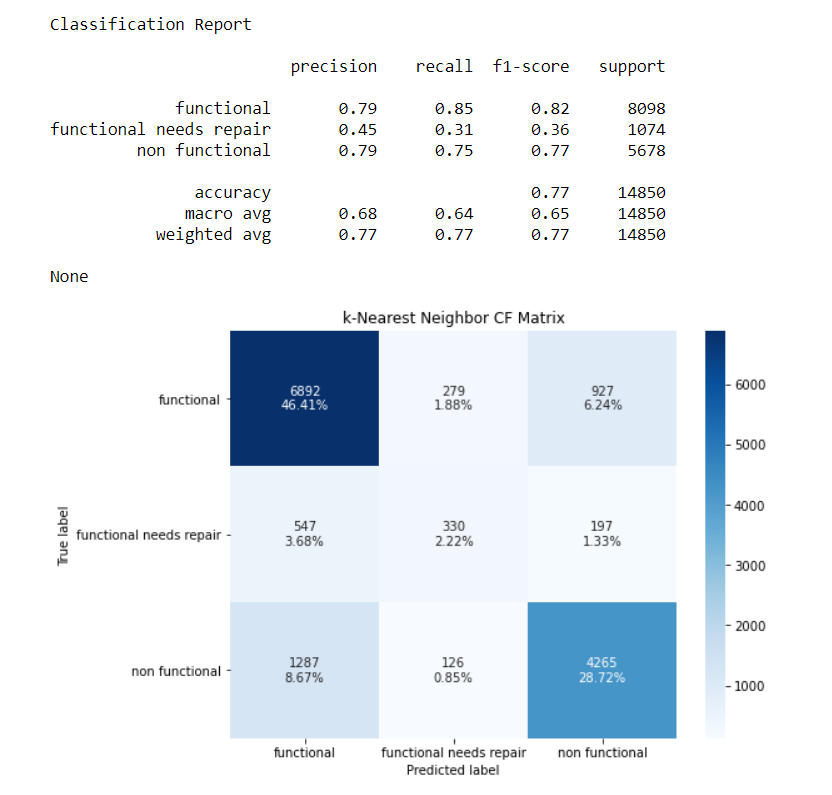 Classification Report
precision recall f1-score support
functional 0.79 0.85 0.82 8098
functional needs repair 0.45 0.31 0.36 1074
non functional 0.79 0.75 0.77 5678
accuracy 0.77 14850
macro avg 0.68 0.64 0.65 14850
weighted avg 0.77 0.77 0.77 14850
None
k-Nearest Neighbor CF Matrix
functional
6892
46.41%
279
1.88%
927
6.24%
True label
functional needs repair
547
3.68%
330
2.22%
197
1.33%
non functional
1287
8.67%
126
0.85%
4265
28.72%
functional
functional needs repair
non functional
Predicted label
6000
5000
4000
3000
2000
1000